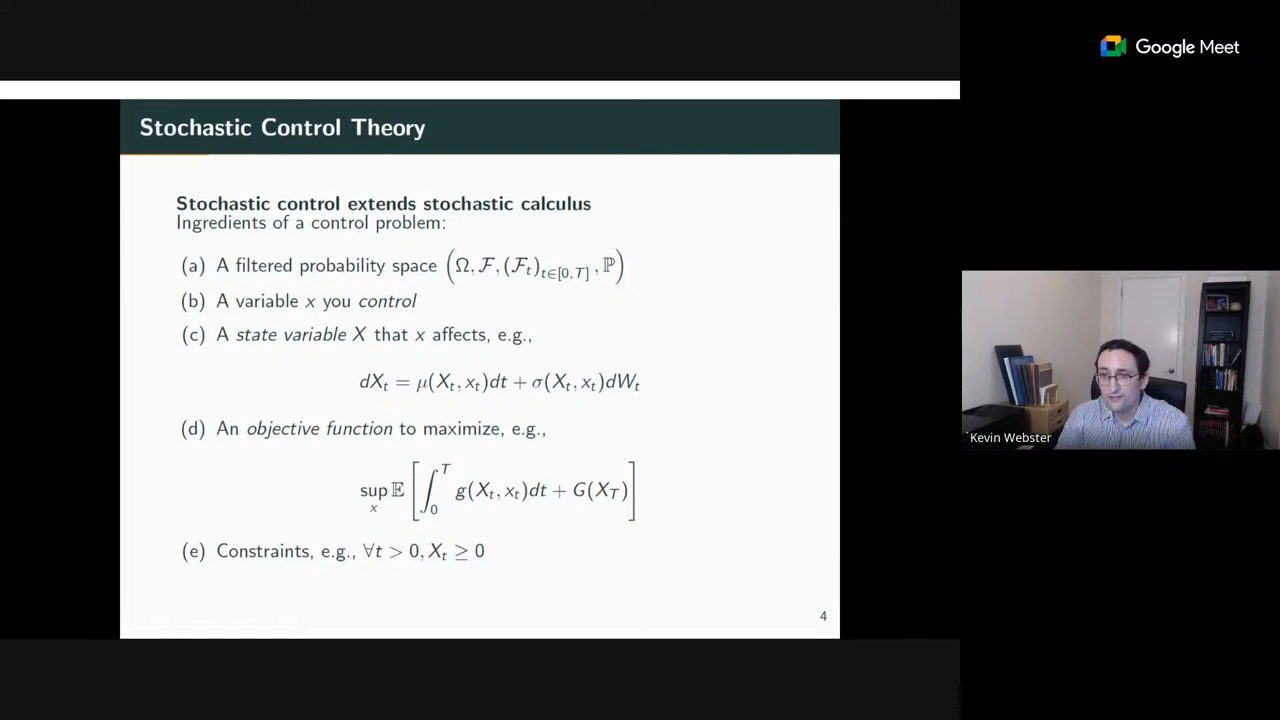 Google Meet
Stochastic Control Theory
Stochastic control extends stochastic calculus
Ingredients of a control problem:
(a) A filtered probability space (Ω, ℱ, (ℱ_t)_{t∈[0,T]}, ℙ)
(b) A variable x you control
(c) A state variable X that x affects, e.g.,
dX_t = μ(X_t, x_t)dt + σ(X_t, x_t)dW_t
(d) An objective function to maximize, e.g.,
sup_x 𝔼 [∫_0^T g(X_t, x_t)dt + G(X_T)]
(e) Constraints, e.g., ∀t > 0, X_t ≥ 0
4
Kevin Webster